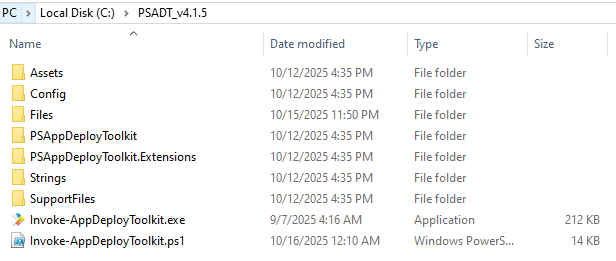 PC > Local Disk (C:) > PSADT_v4.1.5
Name Date modified Type Size
Assets 10/12/2025 4:35 PM File folder
Config 10/12/2025 4:35 PM File folder
Files 10/15/2025 11:50 PM File folder
PSAppDeployToolkit 10/12/2025 4:35 PM File folder
PSAppDeployToolkit.Extensions 10/12/2025 4:35 PM File folder
Strings 10/12/2025 4:35 PM File folder
SupportFiles 10/12/2025 4:35 PM File folder
Invoke-AppDeployToolkit.exe 9/7/2025 4:16 AM Application 212 KB
Invoke-AppDeployToolkit.ps1 10/16/2025 12:10 AM Windows PowerS... 14 KB